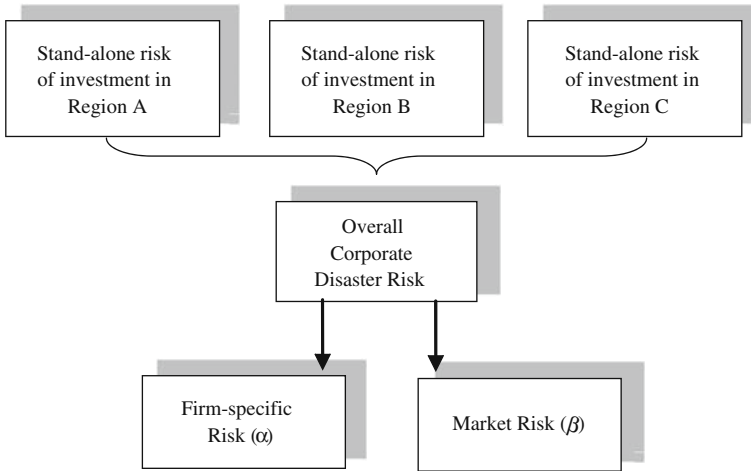 Stand-alone risk
of investment in
Region A
Stand-alone risk
of investment in
Region B
Stand-alone risk
of investment in
Region C
Overall
Corporate
Disaster Risk
Firm-specific
Risk (α)
Market Risk (β)